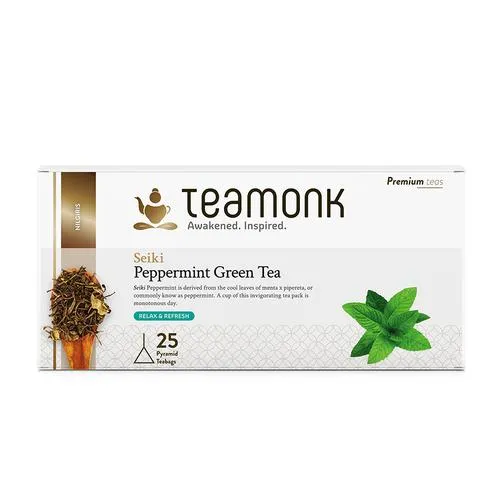 Premium teas
NILGIRIS
TEAMONK
Awakened. Inspired.
Seiki
Peppermint Green Tea
Seiki Peppermint is derived from the cool leaves of menta x pipereta, or
commonly know as peppermint. A cup of this invigorating tea pack is
monotonous day.
RELAX & REFRESH
25
Pyramid
Teabags